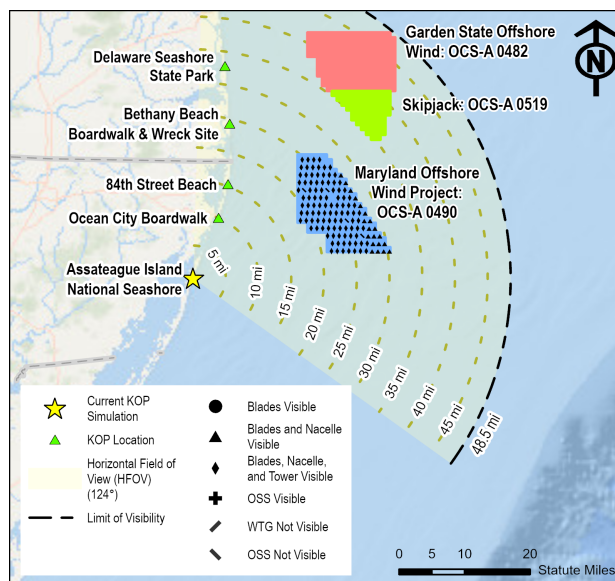 Garden State Offshore
Wind: OCS-A 0482
N
Delaware Seashore
State Park
Skipjack: OCS-A 0519
Bethany Beach
Boardwalk & Wreck Site
Maryland Offshore
Wind Project:
OCS-A 0490
84th Street Beach
Ocean City Boardwalk
Assateague Island
National Seashore
5 mi
10 mi
15 mi
20 mi
25 mi
30 mi
35 mi
40 mi
45 mi
48.5 mi
Current KOP
Simulation
KOP Location
Horizontal Field of
View (HFOV)
(124°)
Limit of Visibility
Blades Visible
Blades and Nacelle
Visible
Blades, Nacelle,
and Tower Visible
OSS Visible
WTG Not Visible
OSS Not Visible
0 5 10 20
Statute Miles